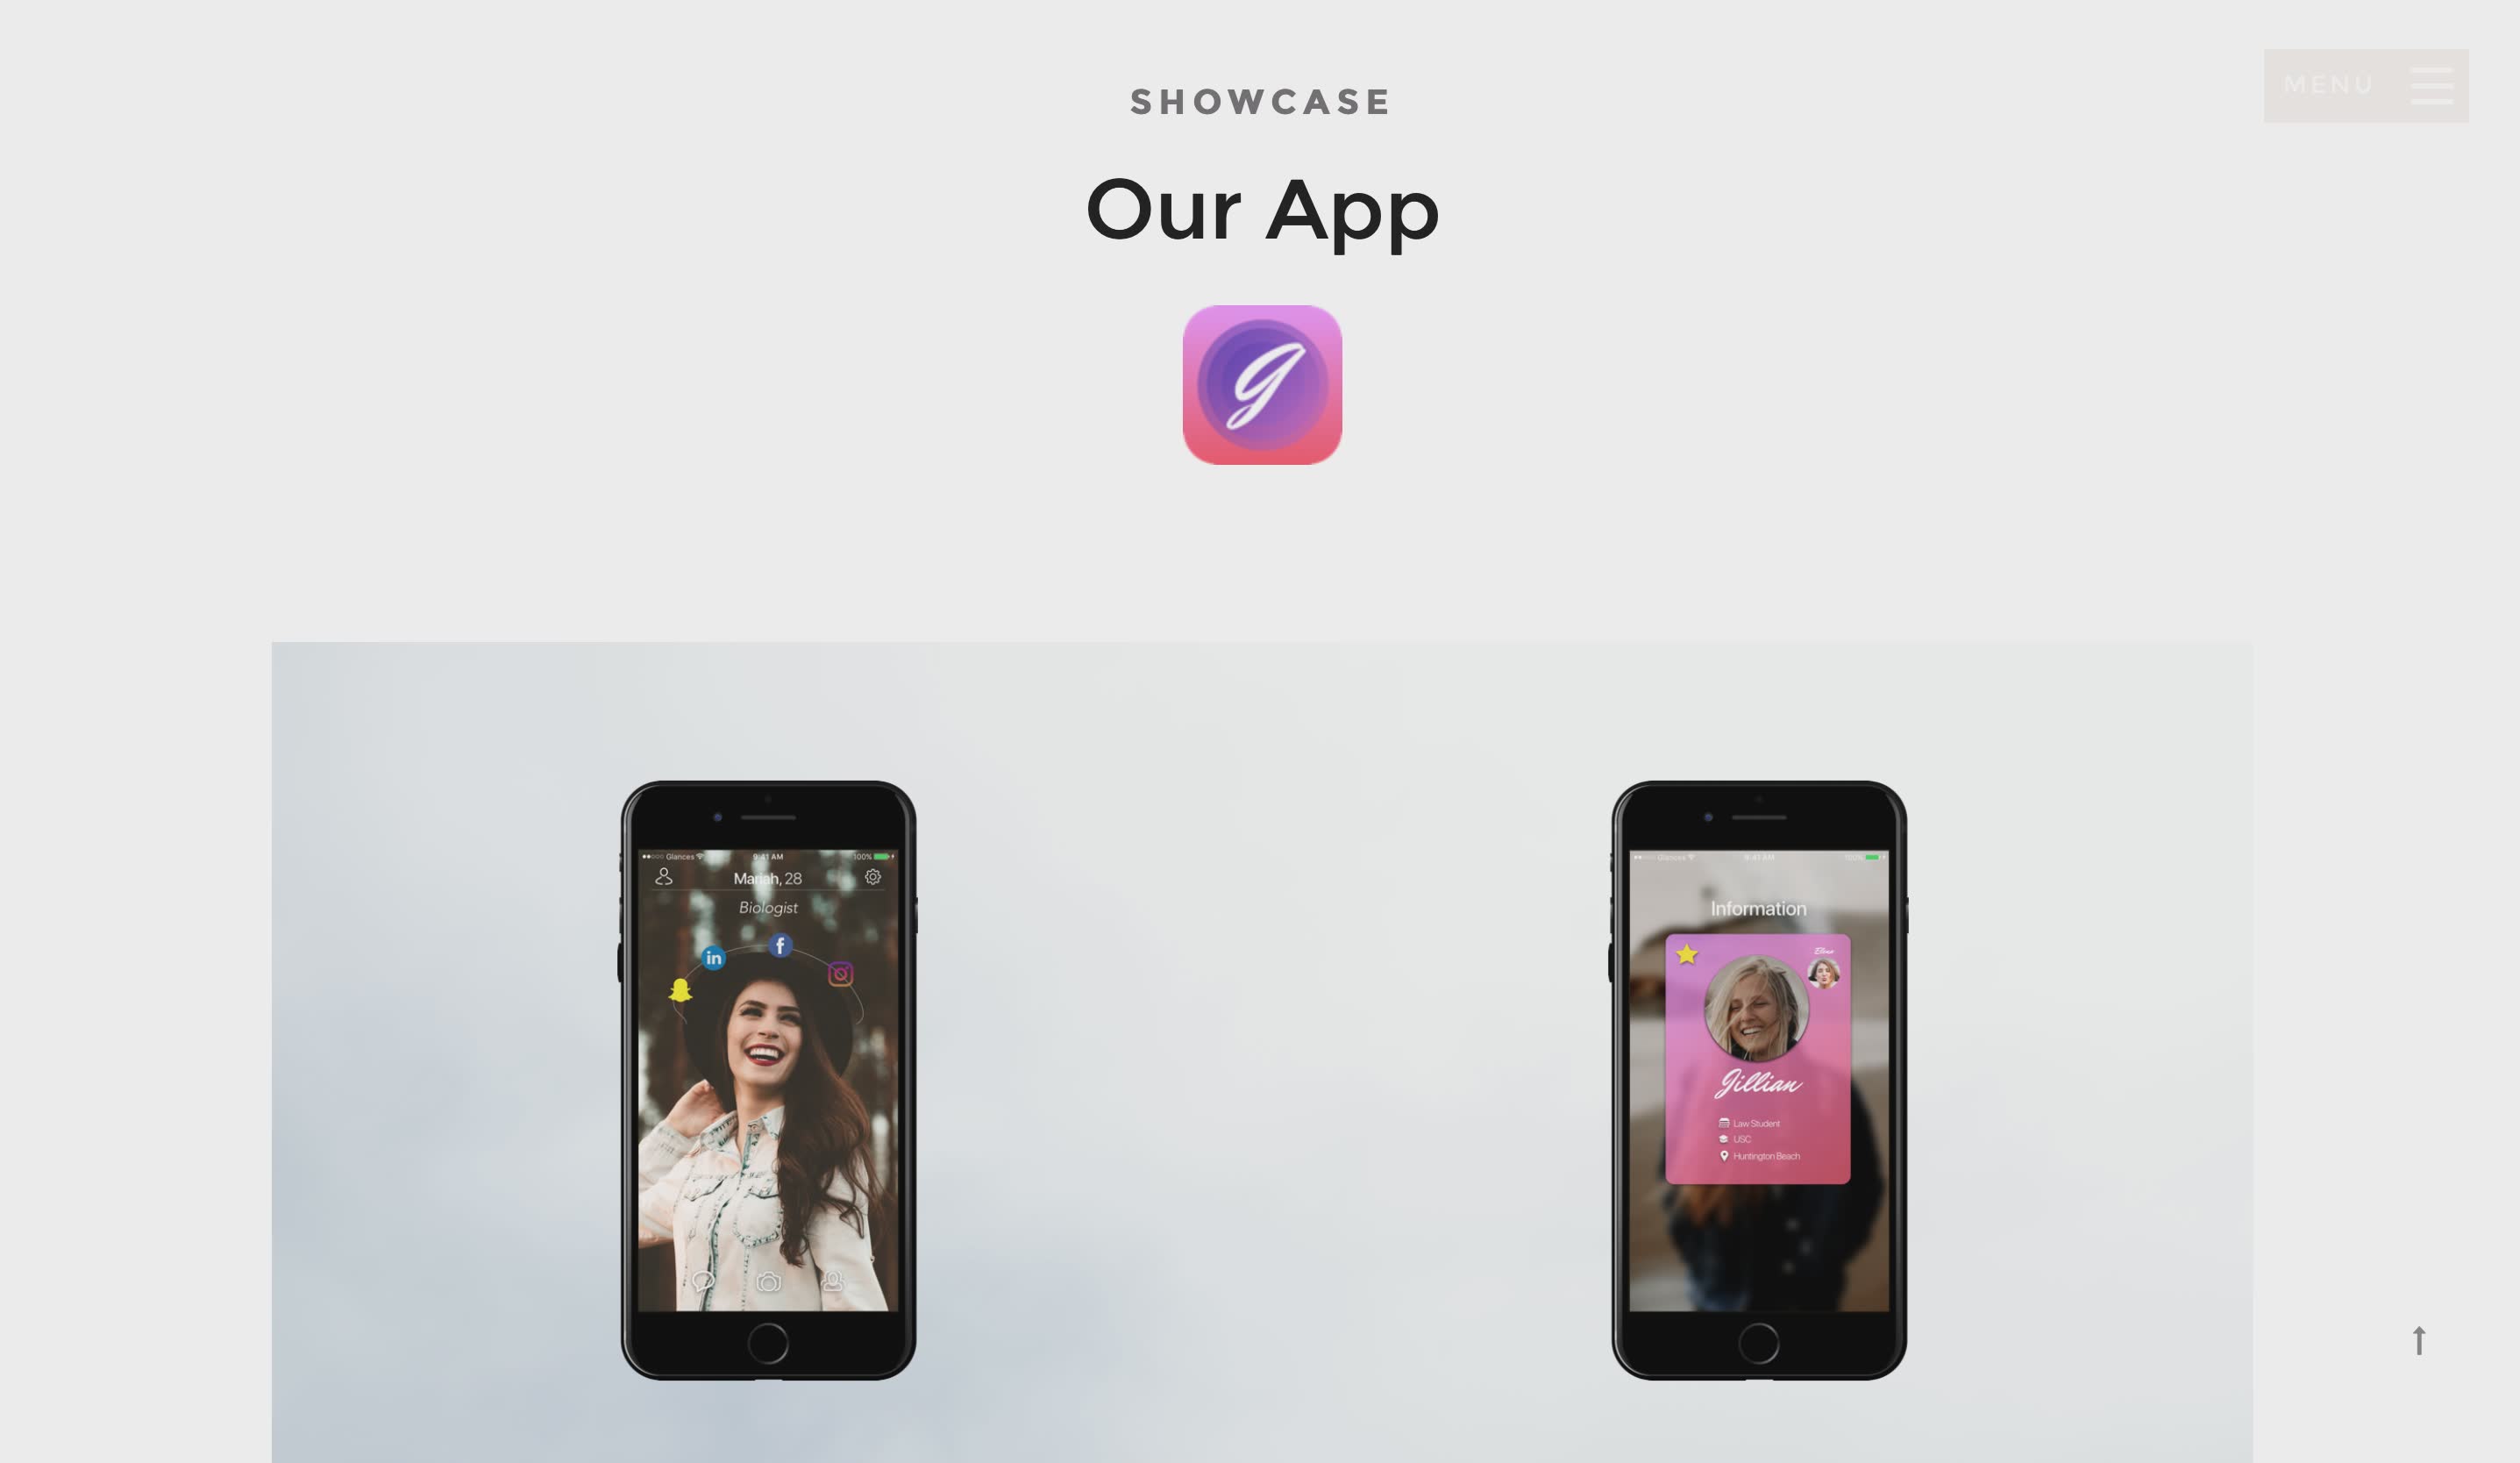 MENU
SHOWCASE
Our App
g
Glances 9:41 AM 100%
Mariah, 28
Biologist
in f
Glances 9:41 AM 100%
Information
Jillian
Law Student
USC
Huntington Beach